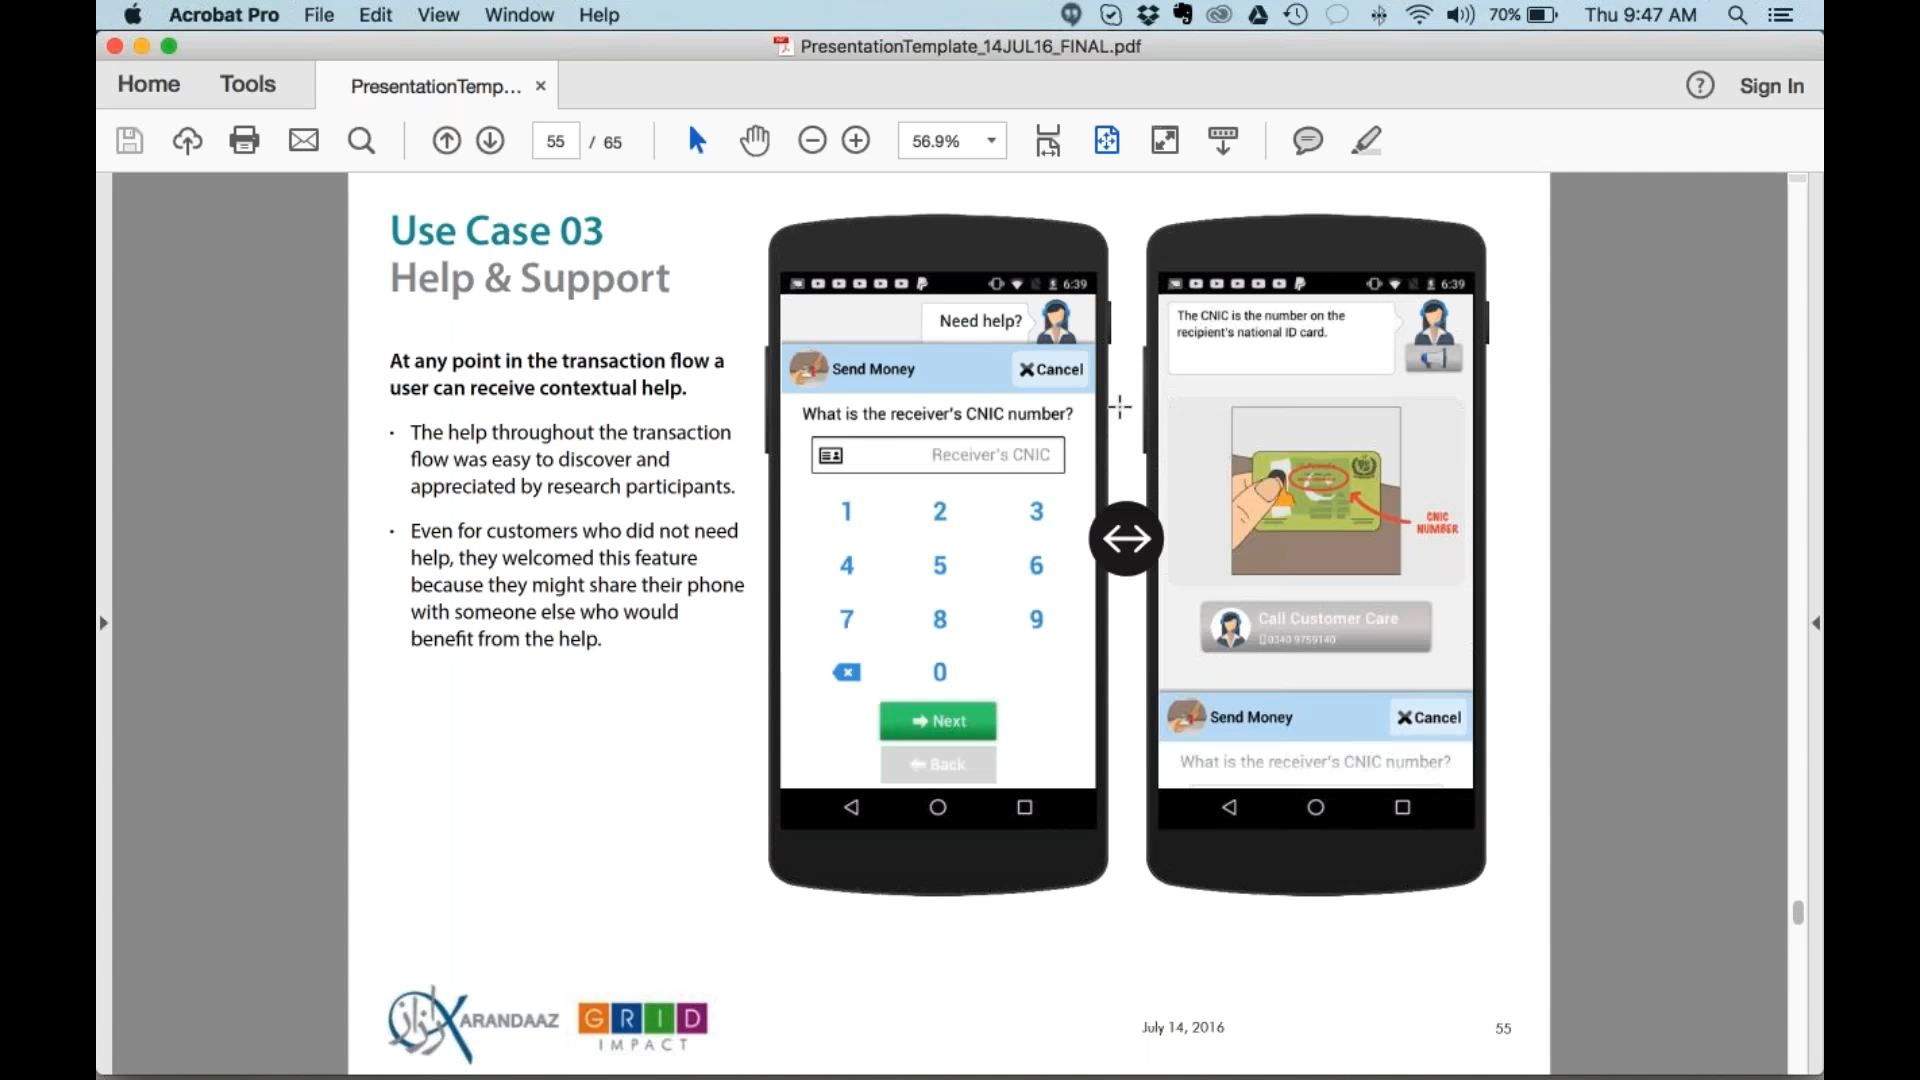 Acrobat Pro File Edit View Window Help 70% Thu 9:47 AM
PresentationTemplate_14JUL16_FINAL.pdf
Home Tools PresentationTemp... × ? Sign In
55 / 65 56.9%
Use Case 03
Help & Support
At any point in the transaction flow a
user can receive contextual help.
· The help throughout the transaction
flow was easy to discover and
appreciated by research participants.
· Even for customers who did not need
help, they welcomed this feature
because they might share their phone
with someone else who would
benefit from the help.
6:39
Need help?
Send Money Cancel
What is the receiver's CNIC number?
Receiver's CNIC
1 2 3
4 5 6
7 8 9
0
Next
Back
6:39
The CNIC is the number on the
recipient's national ID card.
CNIC
NUMBER
Call Customer Care
0340 9759140
Send Money Cancel
What is the receiver's CNIC number?
KARANDAAZ
GRID
IMPACT
July 14, 2016
55